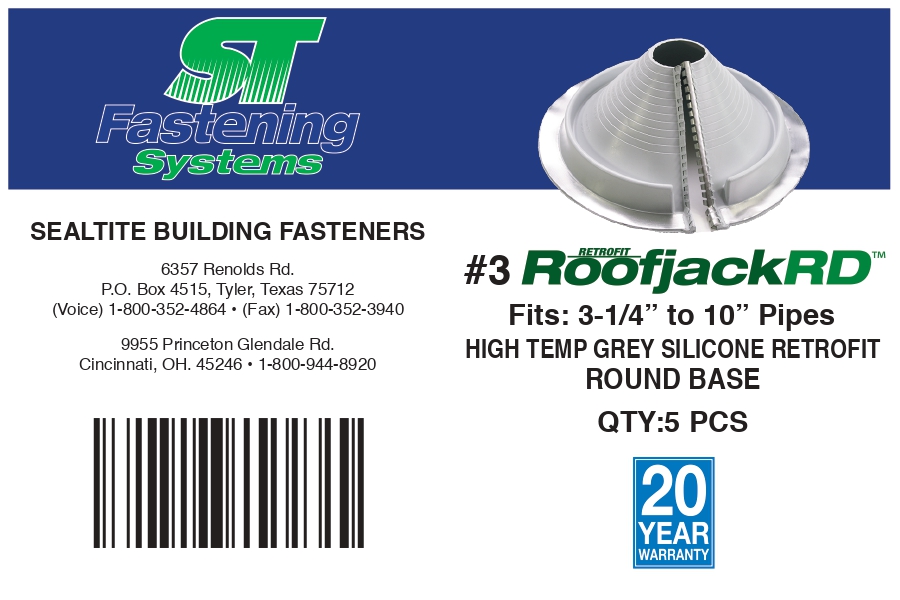 ST
Fastening
Systems
SEALTITE BUILDING FASTENERS
6357 Renolds Rd.
P.O. Box 4515, Tyler, Texas 75712
(Voice) 1-800-352-4864 • (Fax) 1-800-352-3940
9955 Princeton Glendale Rd.
Cincinnati, OH. 45246 • 1-800-944-8920
RETROFIT
#3 RoofjackRD™
Fits: 3-1/4” to 10” Pipes
HIGH TEMP GREY SILICONE RETROFIT
ROUND BASE
QTY:5 PCS
20
YEAR
WARRANTY